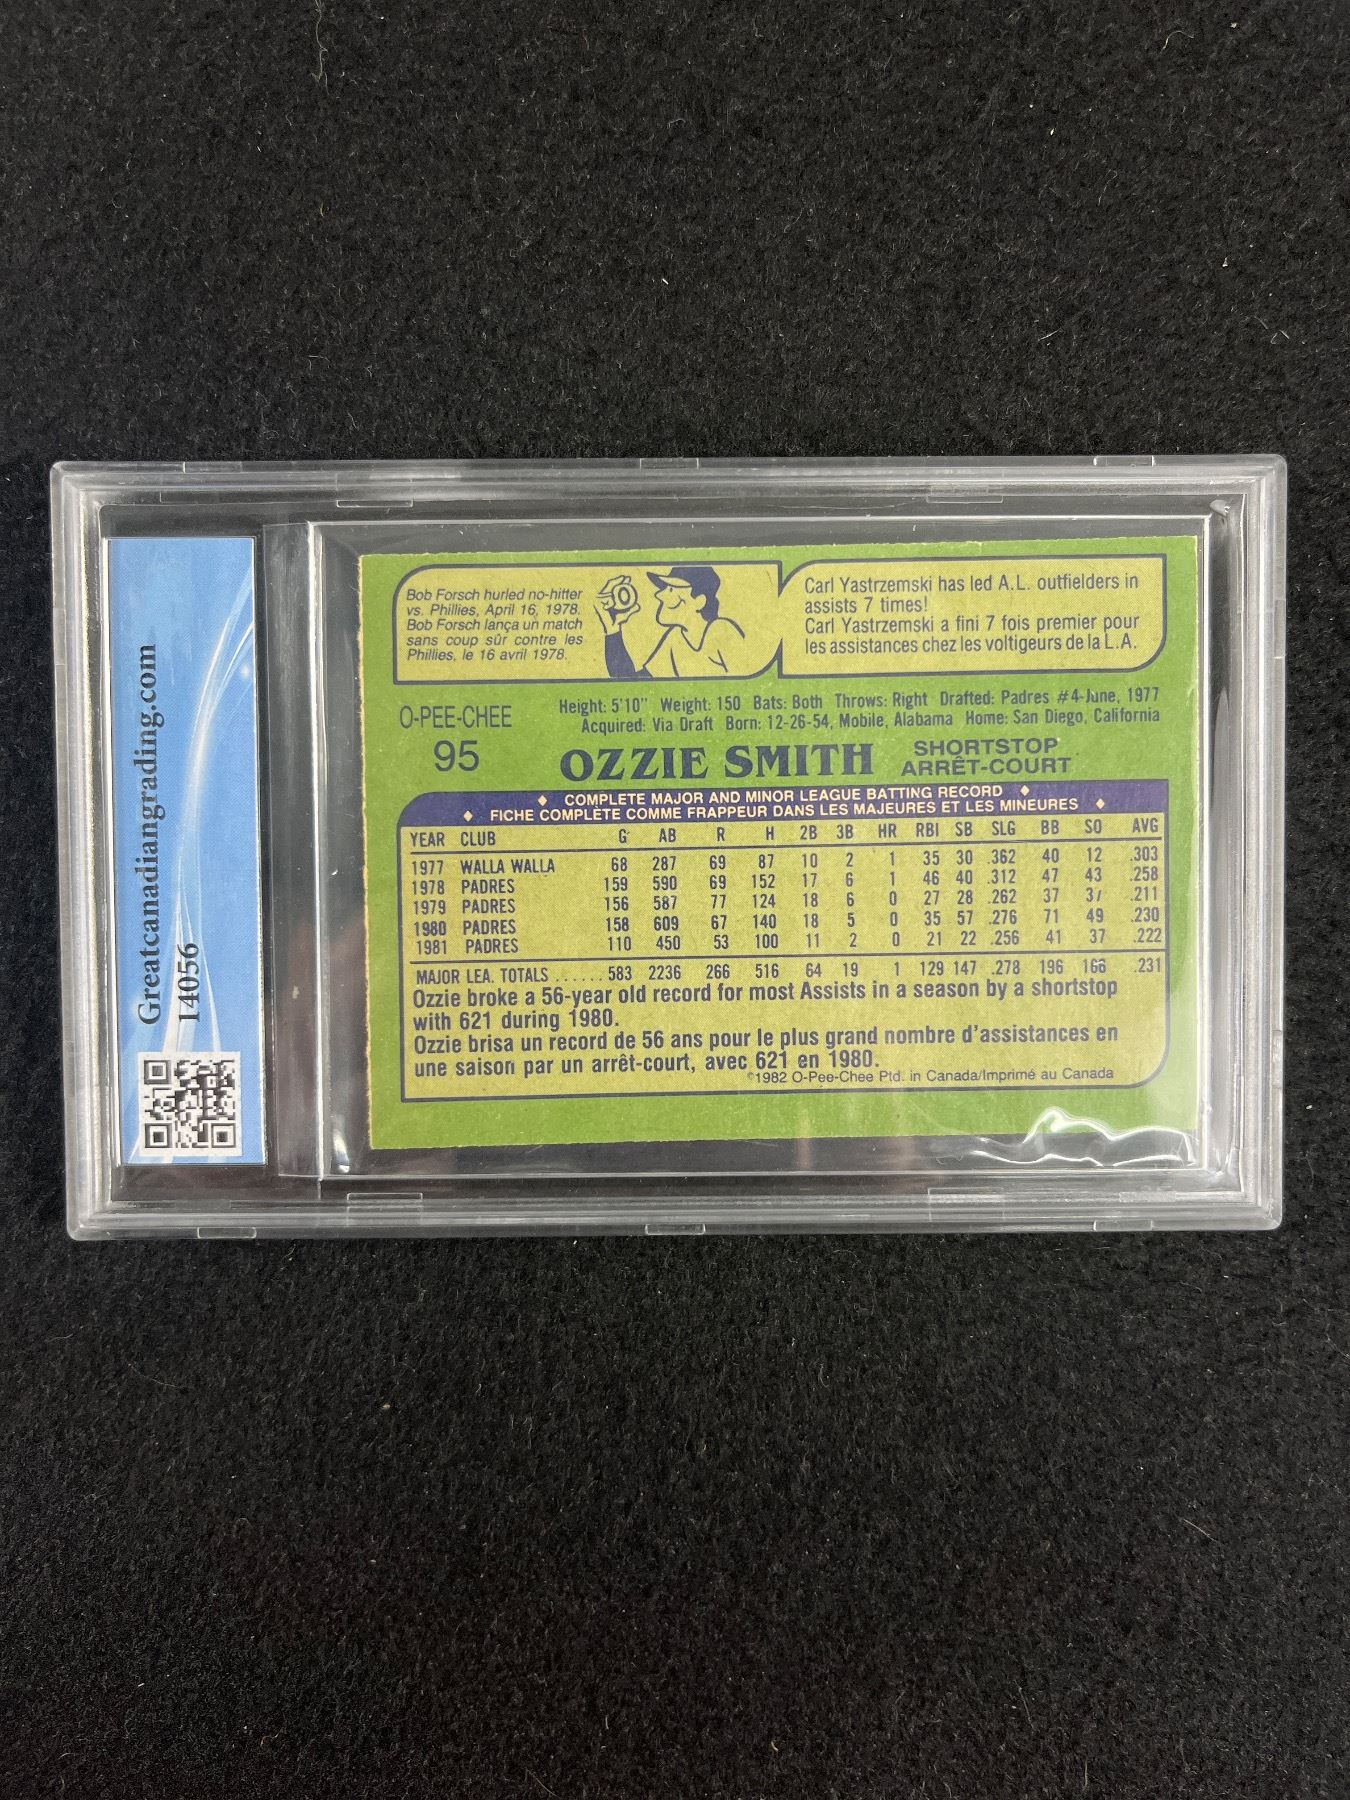 Greatcanadiangrading.com
14056
Bob Forsch hurled no-hitter
vs. Phillies, April 16, 1978.
Bob Forsch lança un match
sans coup sûr contre les
Phillies, le 16 avril 1978.
Carl Yastrzemski has led A.L. outfielders in
assists 7 times!
Carl Yastrzemski a fini 7 fois premier pour
les assistances chez les voltigeurs de la L.A.
O-PEE-CHEE
95
Height: 5'10" Weight: 150 Bats: Both Throws: Right Drafted: Padres #4-June, 1977
Acquired: Via Draft Born: 12-26-54, Mobile, Alabama Home: San Diego, California
OZZIE SMITH
SHORTSTOP
ARRÊT-COURT
♦ COMPLETE MAJOR AND MINOR LEAGUE BATTING RECORD ♦
♦ FICHE COMPLÈTE COMME FRAPPEUR DANS LES MAJEURES ET LES MINEURES ♦
YEAR CLUB G AB R H 2B 3B HR RBI SB SLG BB SO AVG
1977 WALLA WALLA 68 287 69 87 10 2 1 35 30 .362 40 12 .303
1978 PADRES 159 590 69 152 17 6 1 46 40 .312 47 43 .258
1979 PADRES 156 587 77 124 18 6 0 27 28 .262 37 37 .211
1980 PADRES 158 609 67 140 18 5 0 35 57 .276 71 49 .230
1981 PADRES 110 450 53 100 11 2 0 21 22 .256 41 37 .222
MAJOR LEA. TOTALS ...... 583 2236 266 516 64 19 1 129 147 .278 196 166 .231
Ozzie broke a 56-year old record for most Assists in a season by a shortstop
with 621 during 1980.
Ozzie brisa un record de 56 ans pour le plus grand nombre d'assistances en
une saison par un arrêt-court, avec 621 en 1980.
©1982 O-Pee-Chee Ptd. in Canada/Imprimé au Canada